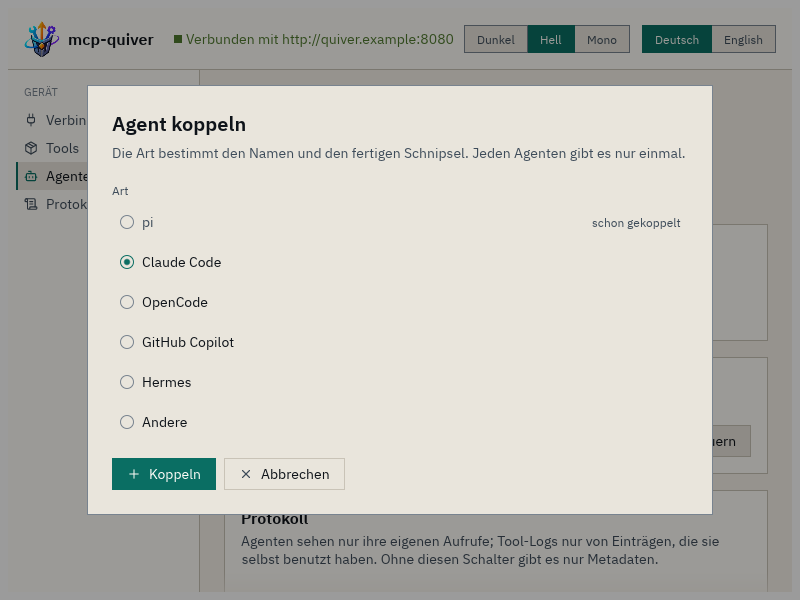 mcp-quiver
Verbunden mit http://quiver.example:8080
Dunkel
Hell
Mono
Deutsch
English
GERÄT
Verbin
Tools
Agente
Protok
Agent koppeln
Die Art bestimmt den Namen und den fertigen Schnipsel. Jeden Agenten gibt es nur einmal.
Art
pi
schon gekoppelt
Claude Code
OpenCode
GitHub Copilot
Hermes
Andere
Koppeln
Abbrechen
uern
Protokoll
Agenten sehen nur ihre eigenen Aufrufe; Tool-Logs nur von Einträgen, die sie
selbst benutzt haben. Ohne diesen Schalter gibt es nur Metadaten.